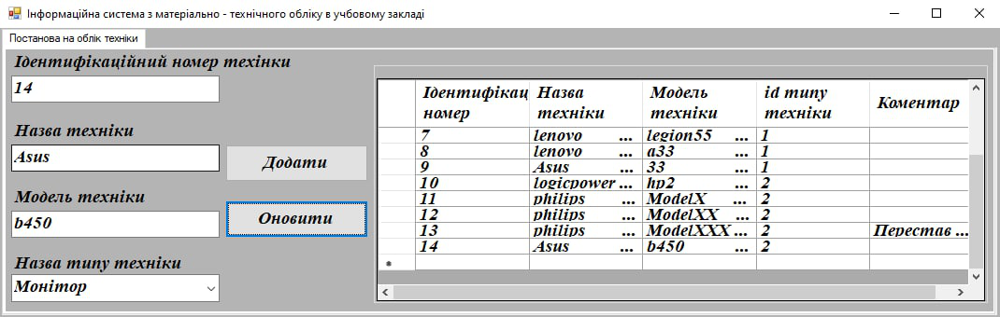 Інформаційна система з матеріально - технічного обліку в учбовому закладі
Постанова на облік техніки
Ідентифікаційний номер техінки
14
Назва техніки
Asus
Додати
Модель техніки
b450
Оновити
Назва типу техніки
Монітор
Ідентифікац номер Назва техніки Модель техніки id типу техніки Коментар
7 lenovo ... legion55 ... 1
8 lenovo ... a33 ... 1
9 Asus ... 33 ... 1
10 logicpower ... hp2 ... 2
11 philips ... ModelX ... 2
12 philips ... ModelXX ... 2
13 philips ... ModelXXX ... 2 Перестав ...
14 Asus ... b450 ... 2